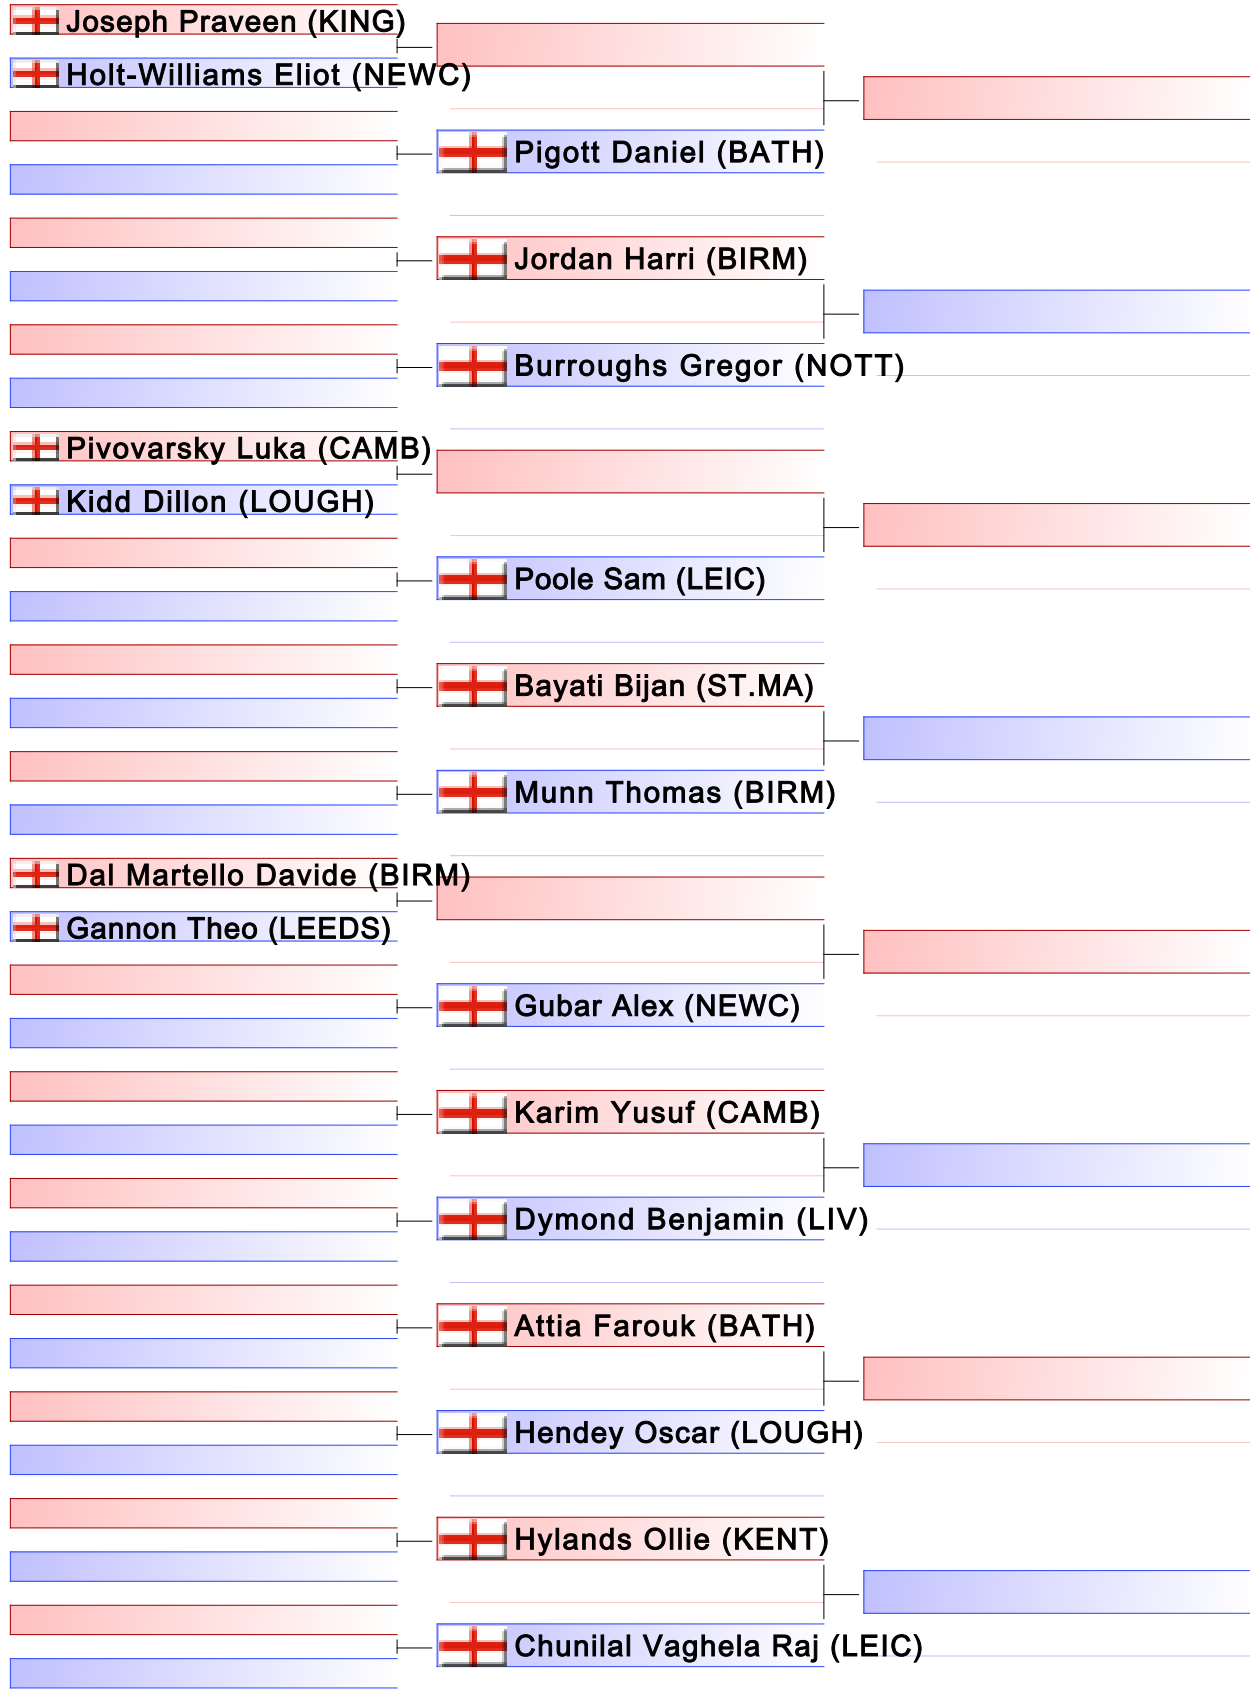 Joseph Praveen (KING)
Holt-Williams Eliot (NEWC)
Pigott Daniel (BATH)
Jordan Harri (BIRM)
Burroughs Gregor (NOTT)
Pivovarsky Luka (CAMB)
Kidd Dillon (LOUGH)
Poole Sam (LEIC)
Bayati Bijan (ST.MA)
Munn Thomas (BIRM)
Dal Martello Davide (BIRM)
Gannon Theo (LEEDS)
Gubar Alex (NEWC)
Karim Yusuf (CAMB)
Dymond Benjamin (LIV)
Attia Farouk (BATH)
Hendey Oscar (LOUGH)
Hylands Ollie (KENT)
Chunilal Vaghela Raj (LEIC)